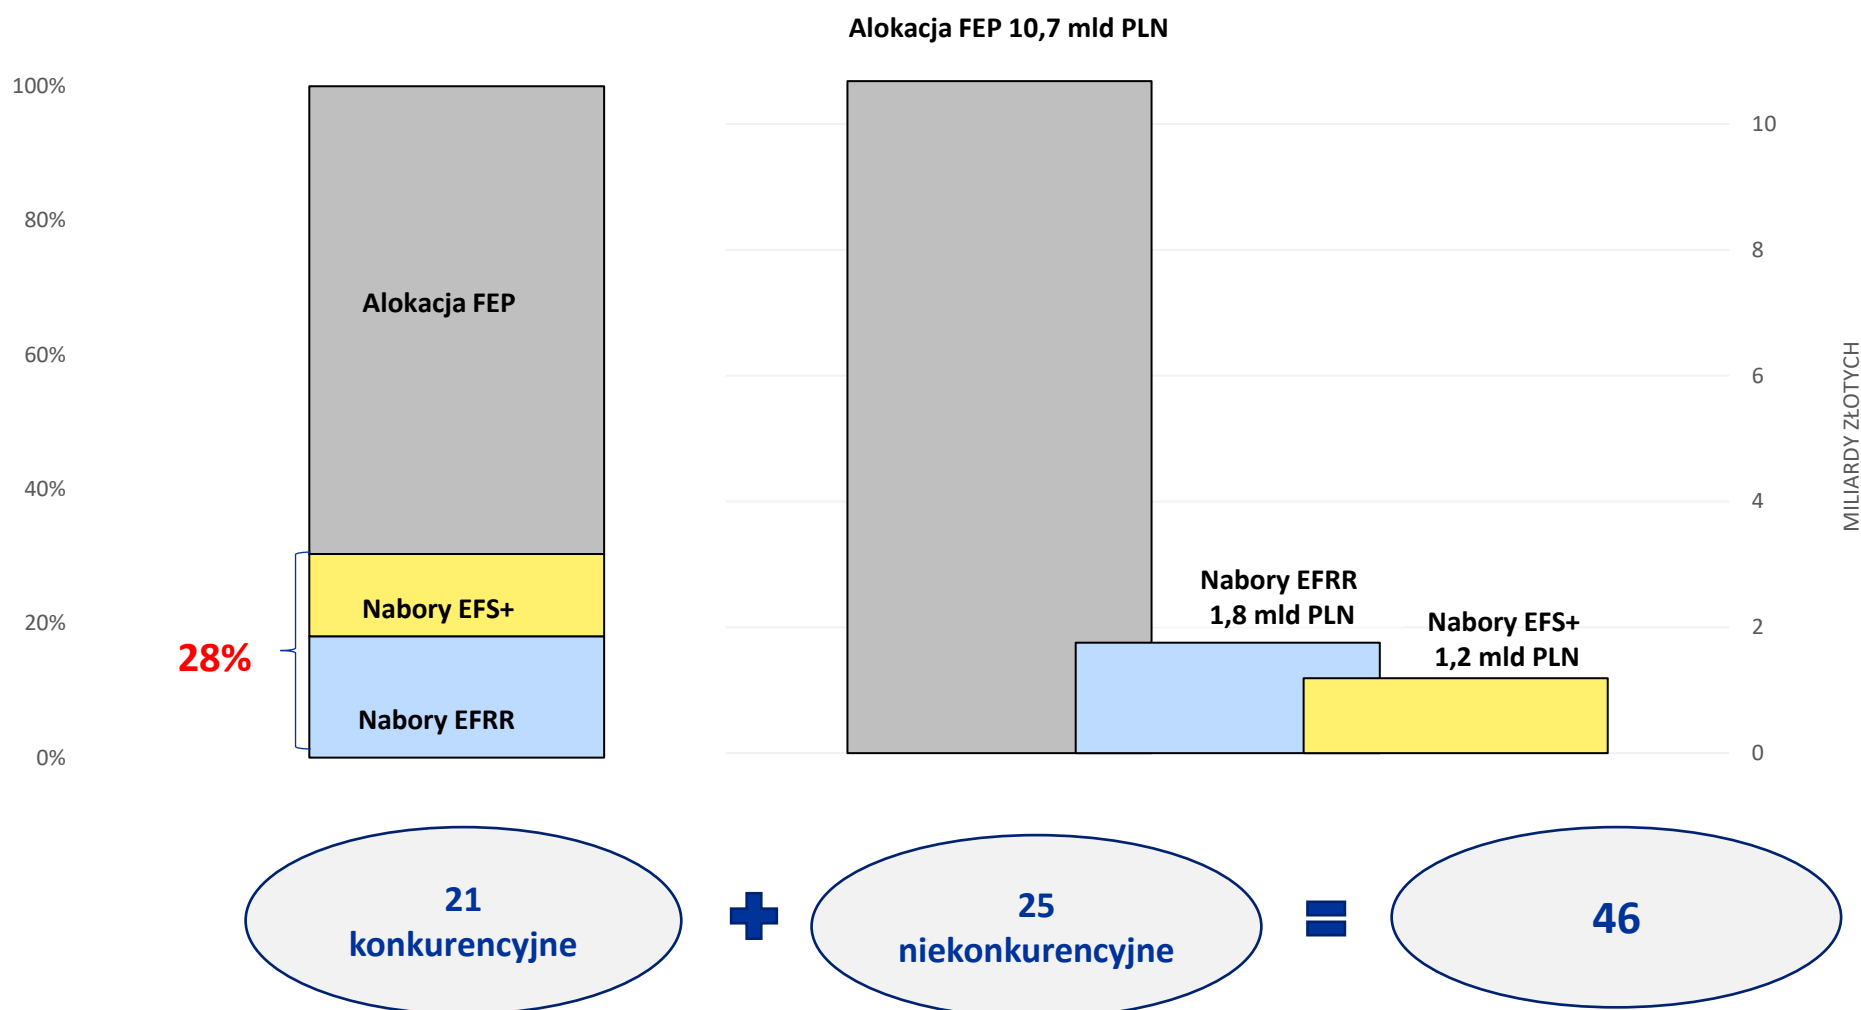 Alokacja FEP 10,7 mld PLN
100%
80%
60%
40%
20%
0%
Alokacja FEP
Nabory EFS+
Nabory EFRR
28%
Nabory EFRR
1,8 mld PLN
Nabory EFS+
1,2 mld PLN
10
8
6
4
2
0
MILIARDY ZŁOTYCH
21
konkurencyjne
25
niekonkurencyjne
46